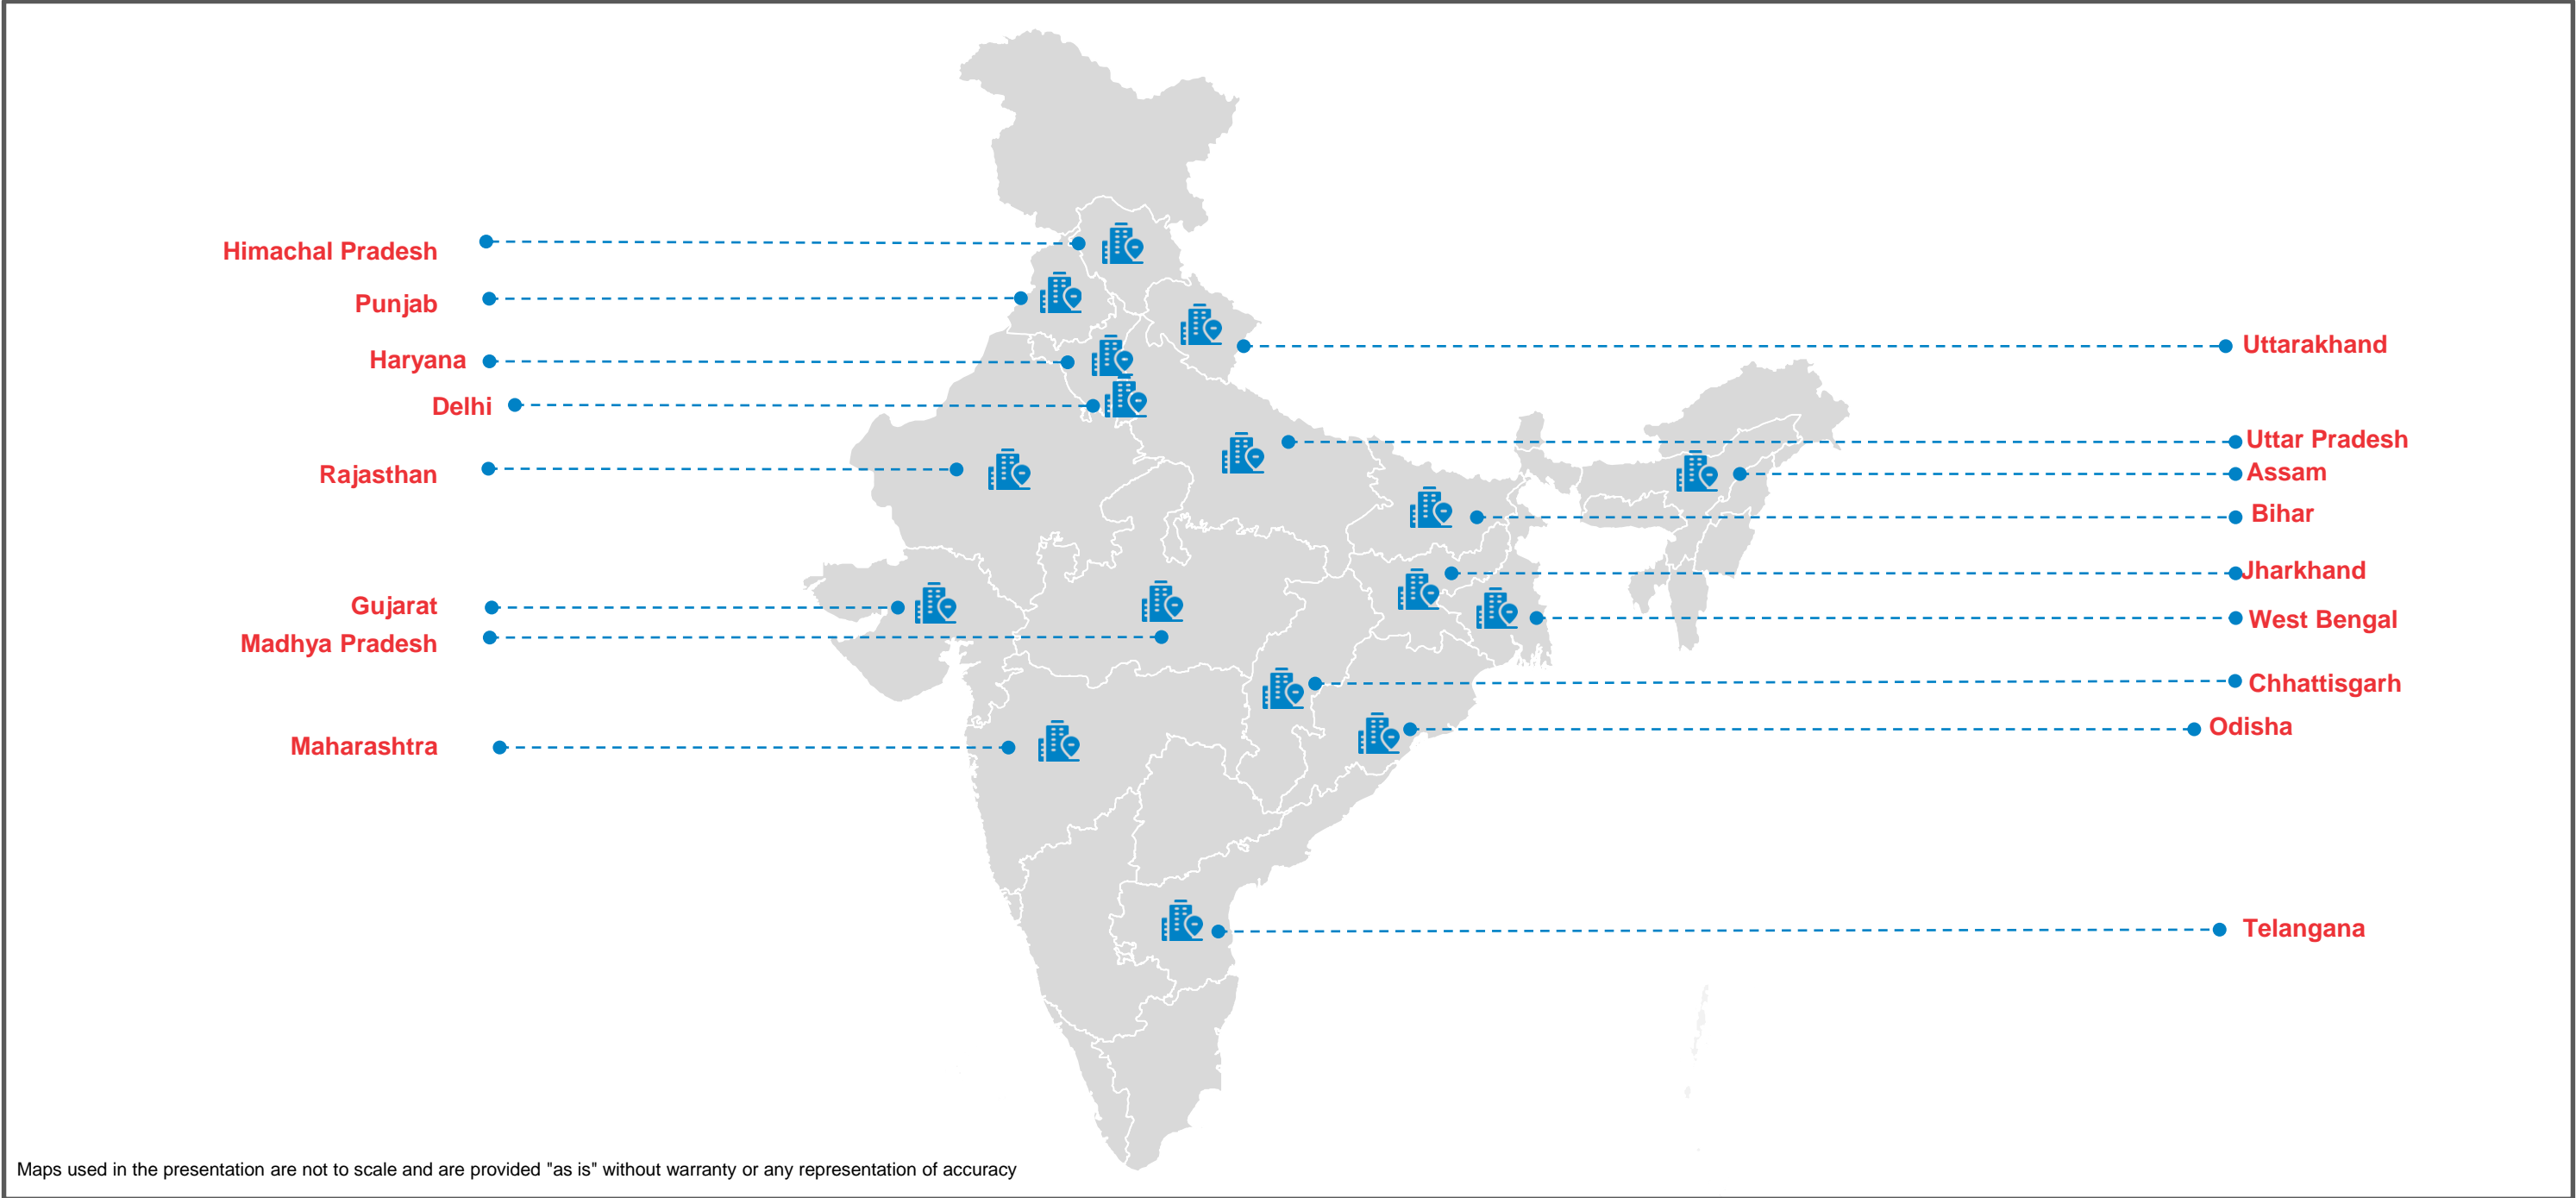 Himachal Pradesh
Punjab
Haryana
Delhi
Rajasthan
Gujarat
Madhya Pradesh
Maharashtra
Uttarakhand
Uttar Pradesh
Assam
Bihar
Jharkhand
West Bengal
Chhattisgarh
Odisha
Telangana
Maps used in the presentation are not to scale and are provided "as is" without warranty or any representation of accuracy